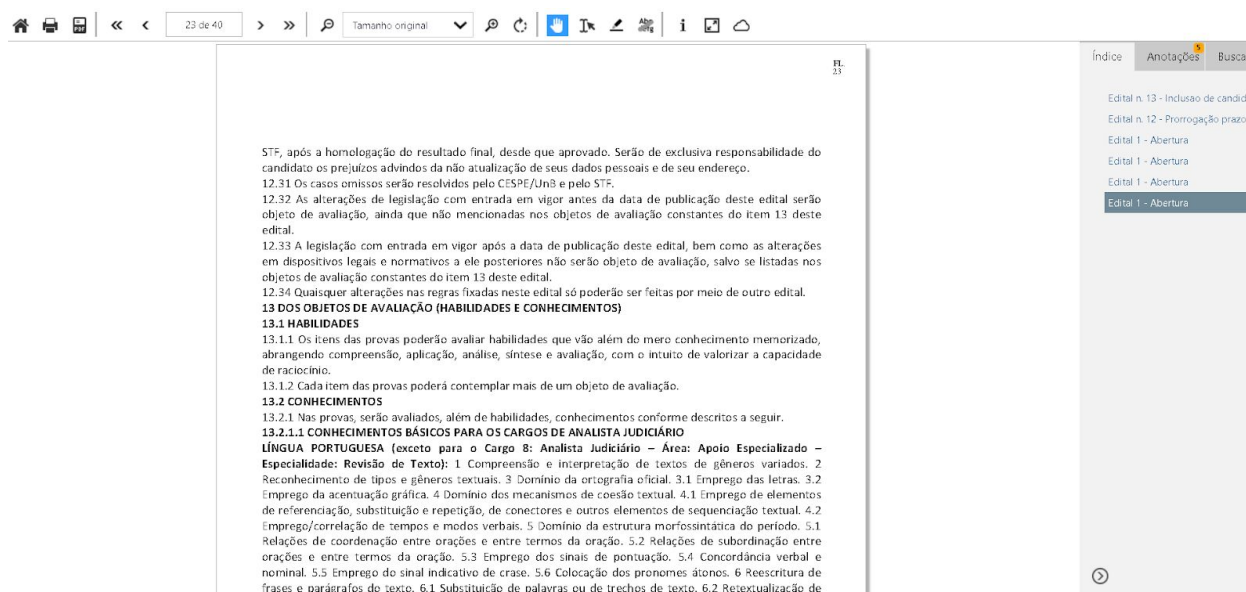 23 de 40
Tamanho original
Índice
Anotações
5
Busca
FL.
23
Edital n. 13 - Inclusao de candid
Edital n. 12 - Prorrogação prazo
Edital 1 - Abertura
Edital 1 - Abertura
Edital 1 - Abertura
Edital 1 - Abertura
STF, após a homologação do resultado final, desde que aprovado. Serão de exclusiva responsabilidade do
candidato os prejuízos advindos da não atualização de seus dados pessoais e de seu endereço.
12.31 Os casos omissos serão resolvidos pelo CESPE/UnB e pelo STF.
12.32 As alterações de legislação com entrada em vigor antes da data de publicação deste edital serão
objeto de avaliação, ainda que não mencionadas nos objetos de avaliação constantes do item 13 deste
edital.
12.33 A legislação com entrada em vigor após a data de publicação deste edital, bem como as alterações
em dispositivos legais e normativos a ele posteriores não serão objeto de avaliação, salvo se listadas nos
objetos de avaliação constantes do item 13 deste edital.
12.34 Quaisquer alterações nas regras fixadas neste edital só poderão ser feitas por meio de outro edital.
13 DOS OBJETOS DE AVALIAÇÃO (HABILIDADES E CONHECIMENTOS)
13.1 HABILIDADES
13.1.1 Os itens das provas poderão avaliar habilidades que vão além do mero conhecimento memorizado,
abrangendo compreensão, aplicação, análise, síntese e avaliação, com o intuito de valorizar a capacidade
de raciocínio.
13.1.2 Cada item das provas poderá contemplar mais de um objeto de avaliação.
13.2 CONHECIMENTOS
13.2.1 Nas provas, serão avaliados, além de habilidades, conhecimentos conforme descritos a seguir.
13.2.1.1 CONHECIMENTOS BÁSICOS PARA OS CARGOS DE ANALISTA JUDICIÁRIO
LÍNGUA PORTUGUESA (exceto para o Cargo 8: Analista Judiciário – Área: Apoio Especializado –
Especialidade: Revisão de Texto): 1 Compreensão e interpretação de textos de gêneros variados. 2
Reconhecimento de tipos e gêneros textuais. 3 Domínio da ortografia oficial. 3.1 Emprego das letras. 3.2
Emprego da acentuação gráfica. 4 Domínio dos mecanismos de coesão textual. 4.1 Emprego de elementos
de referenciação, substituição e repetição, de conectores e outros elementos de sequenciação textual. 4.2
Emprego/correlação de tempos e modos verbais. 5 Domínio da estrutura morfossintática do período. 5.1
Relações de coordenação entre orações e entre termos da oração. 5.2 Relações de subordinação entre
orações e entre termos da oração. 5.3 Emprego dos sinais de pontuação. 5.4 Concordância verbal e
nominal. 5.5 Emprego do sinal indicativo de crase. 5.6 Colocação dos pronomes átonos. 6 Reescritura de
frases e parágrafos do texto. 6.1 Substituição de palavras ou de trechos de texto. 6.2 Retextualização de